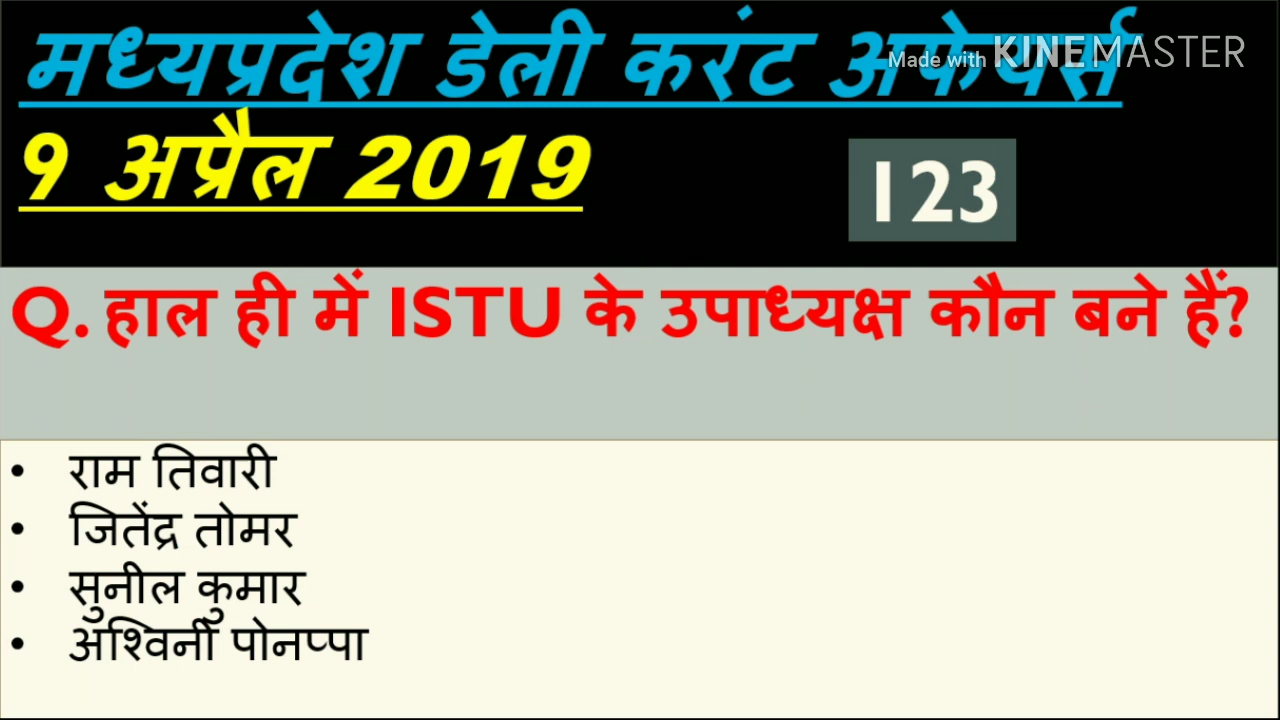 मध्यप्रदेश डेली करंट अफेयर्स
Made with KINEMASTER
9 अप्रैल 2019
123
Q. हाल ही में ISTU के उपाध्यक्ष कौन बने हैं?
• राम तिवारी
• जितेंद्र तोमर
• सुनील कुमार
• अश्विनी पोनप्पा